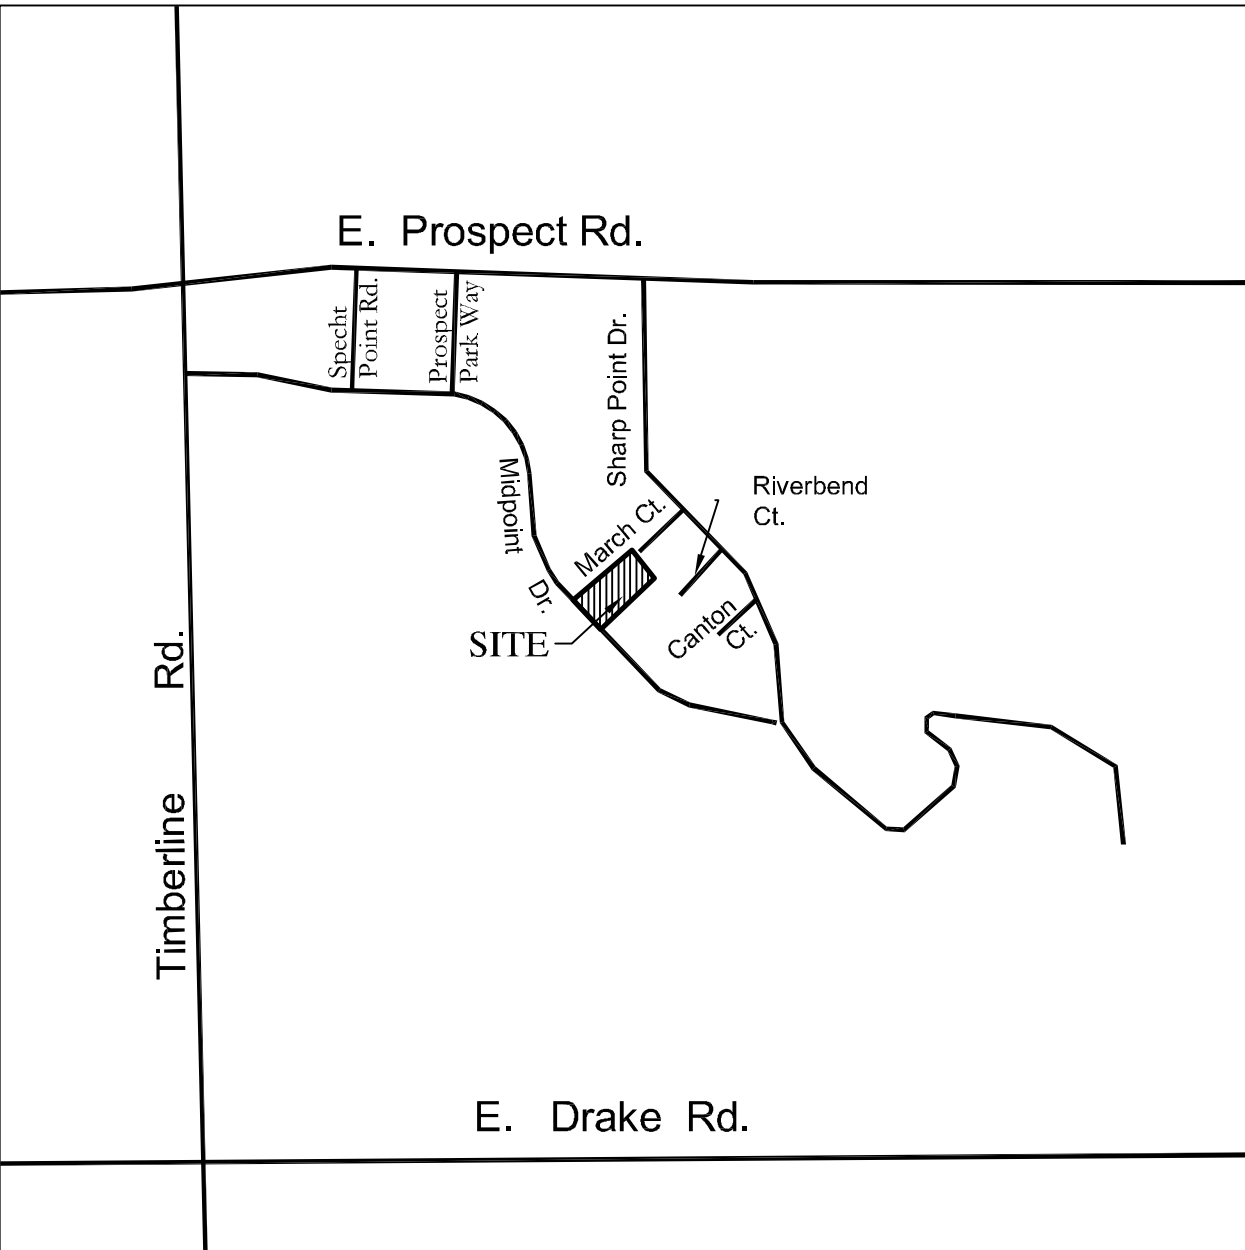 E. Prospect Rd.
Specht
Point Rd.
Prospect
Park Way
Sharp Point Dr.
Midpoint
Dr.
March Ct.
Riverbend
Ct.
Canton
Ct.
SITE
Timberline Rd.
E. Drake Rd.